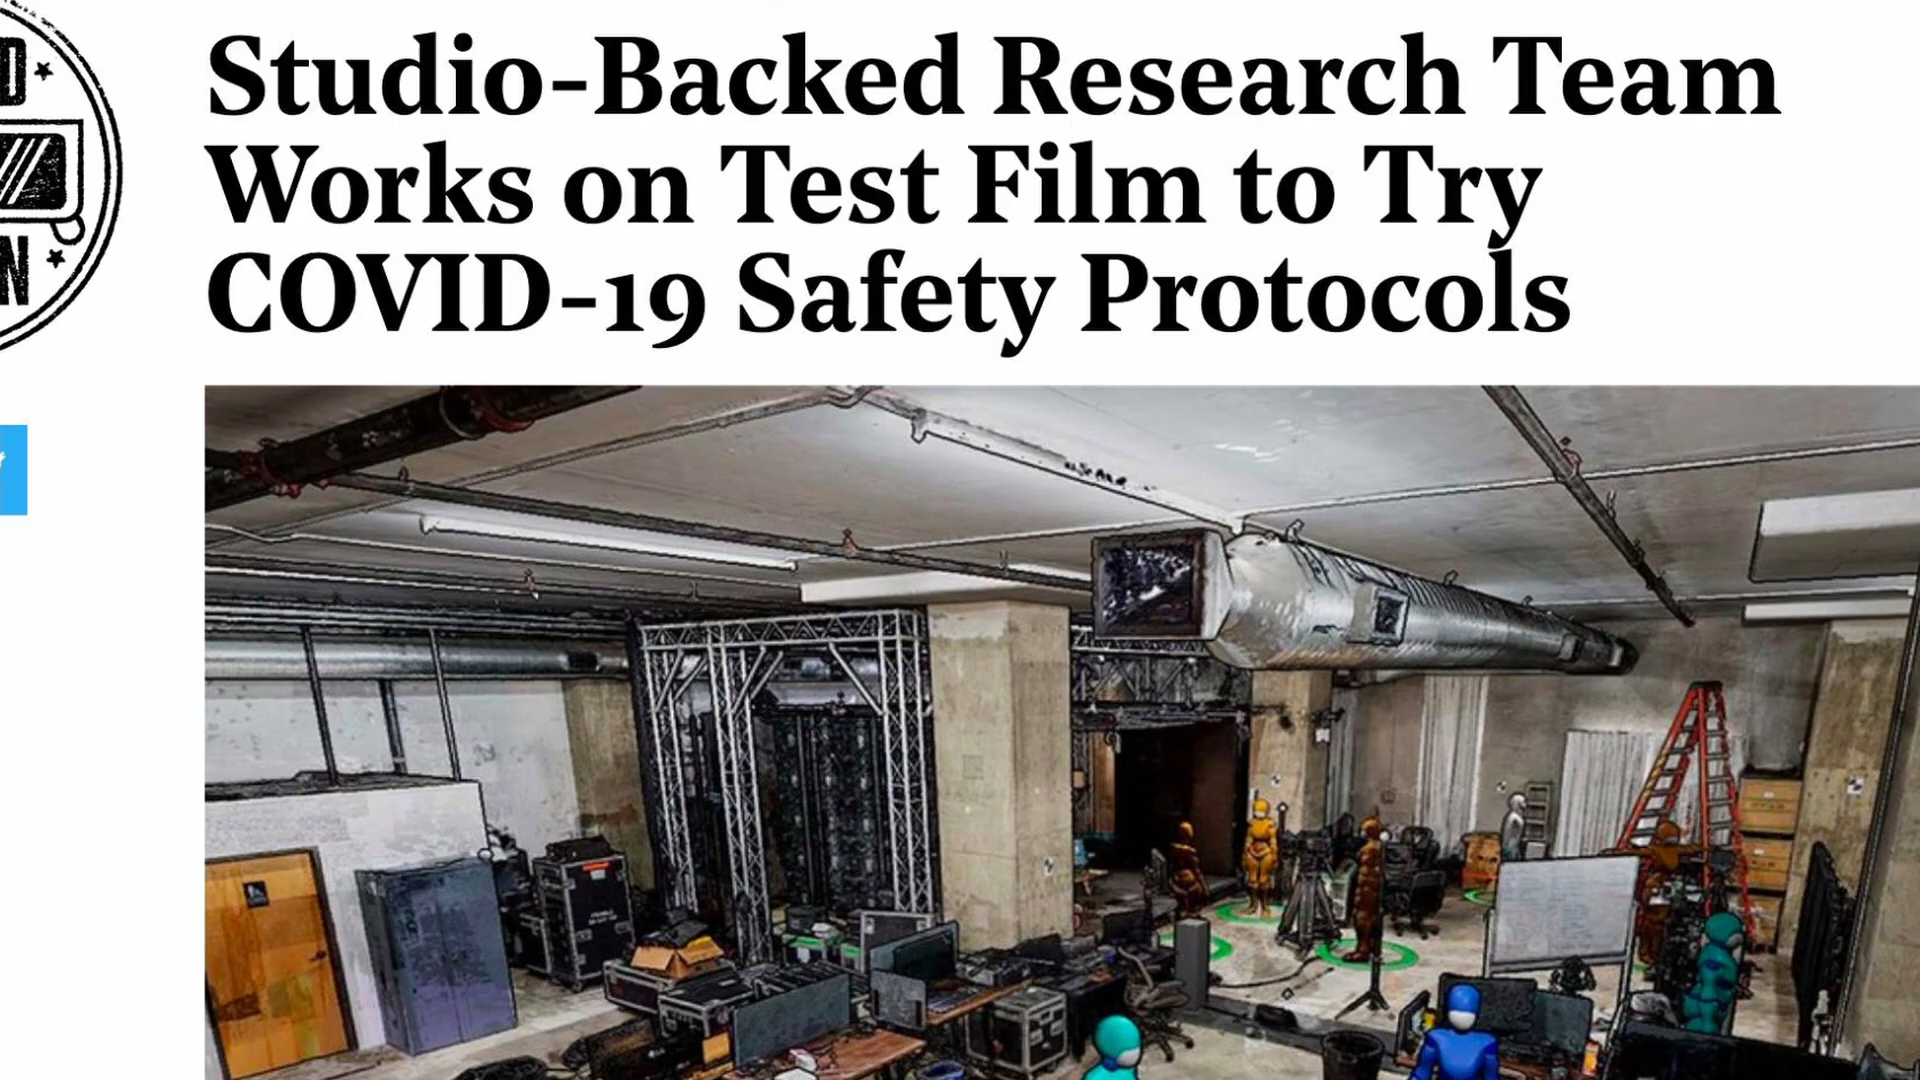 Studio-Backed Research Team
Works on Test Film to Try
COVID-19 Safety Protocols